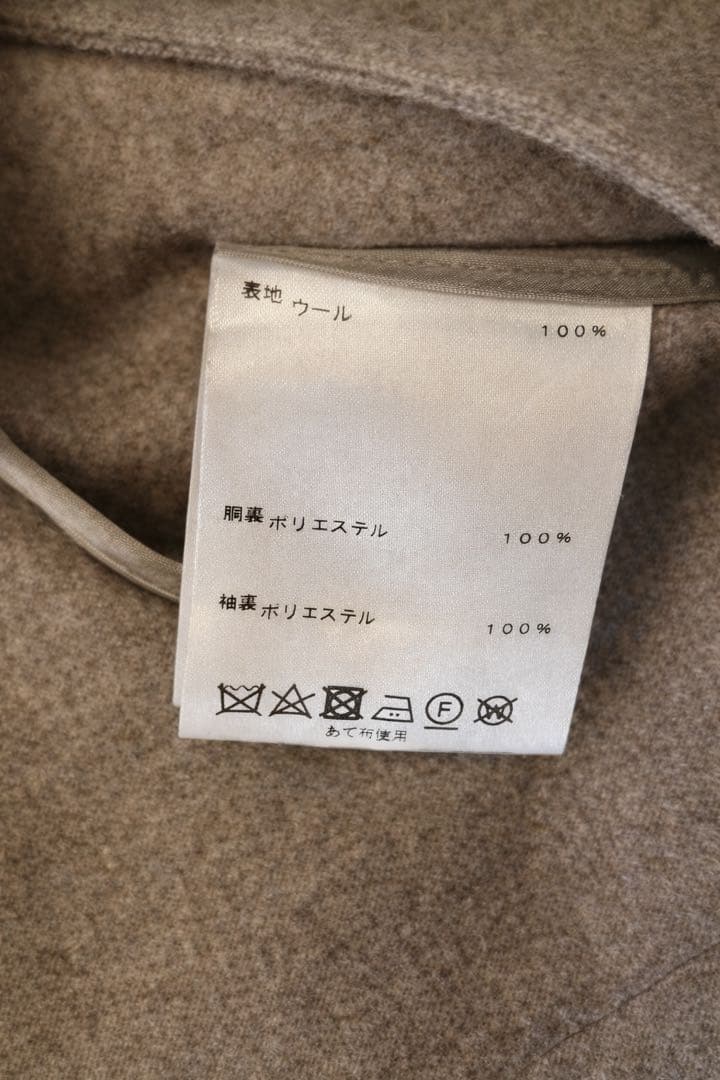 表地 ウール 100%
胴裏 ポリエステル 100%
袖裏 ポリエステル 100%
F W
あて布使用